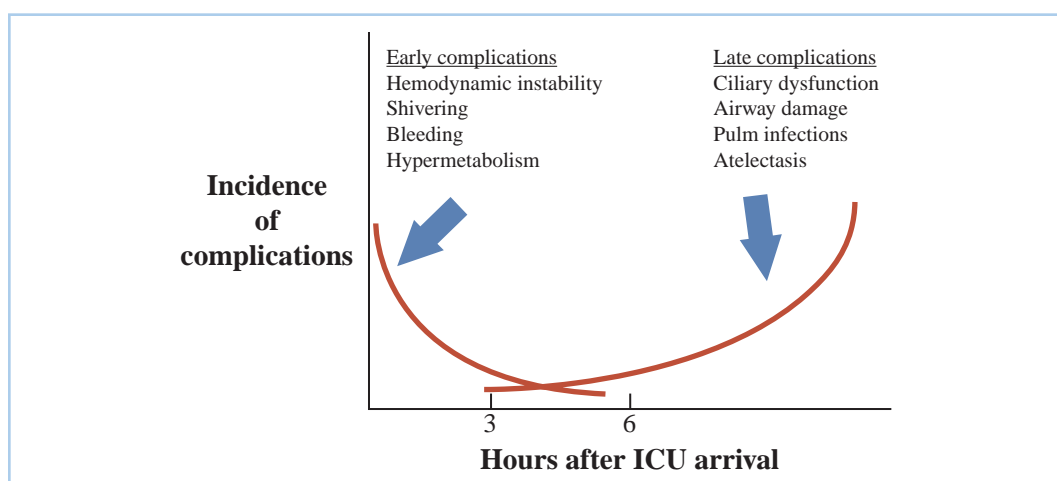 Early complications
Hemodynamic instability
Shivering
Bleeding
Hypermetabolism
Late complications
Ciliary dysfunction
Airway damage
Pulm infections
Atelectasis
Incidence
of
complications
3
6
Hours after ICU arrival